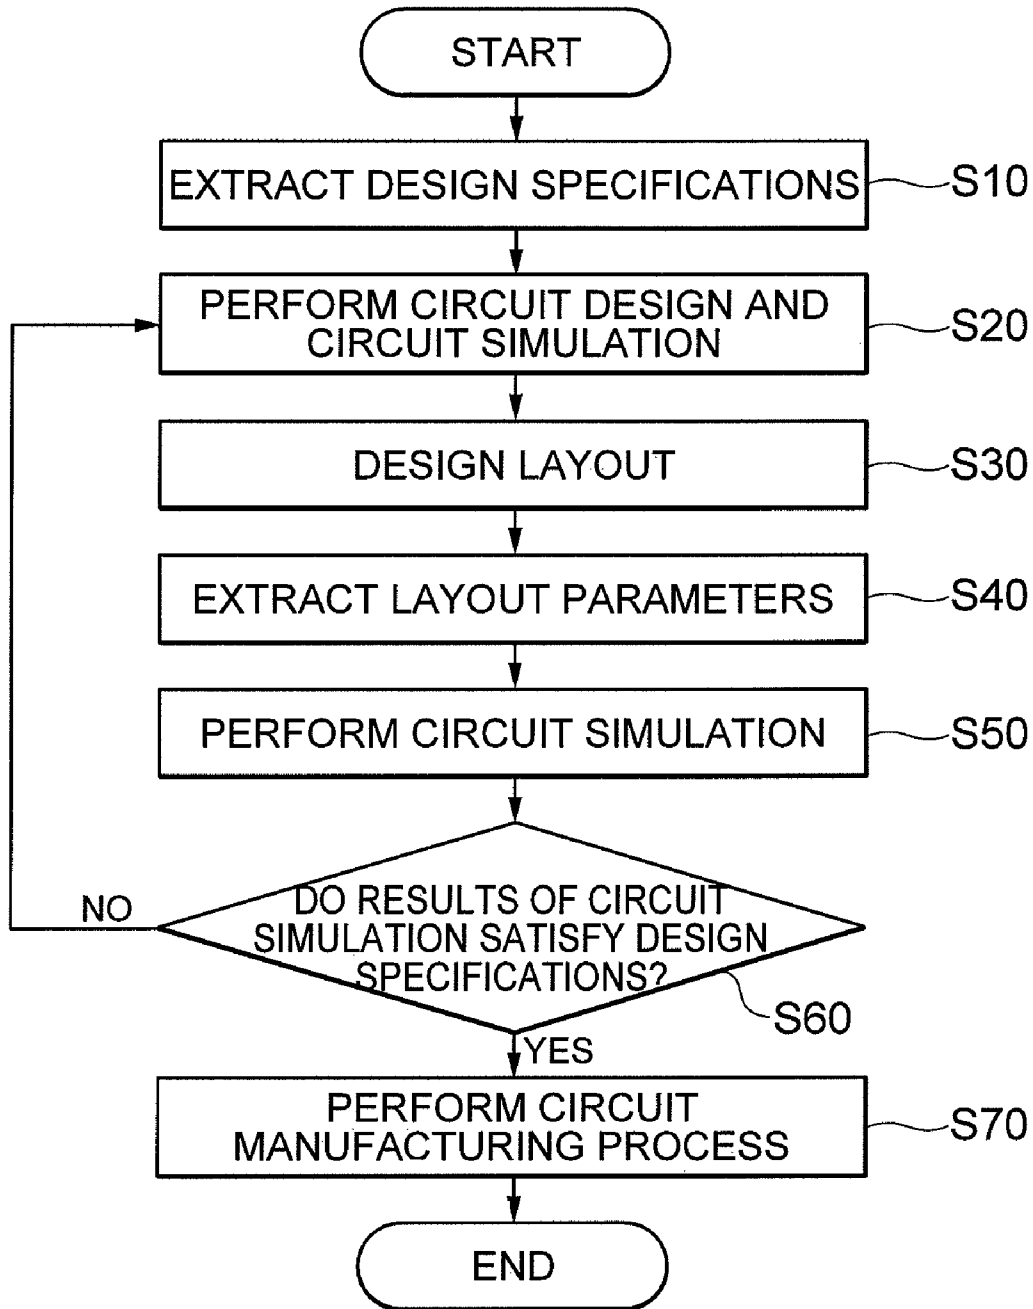 START
EXTRACT DESIGN SPECIFICATIONS
S10
PERFORM CIRCUIT DESIGN AND
CIRCUIT SIMULATION
S20
DESIGN LAYOUT
S30
EXTRACT LAYOUT PARAMETERS
S40
PERFORM CIRCUIT SIMULATION
S50
NO
DO RESULTS OF CIRCUIT
SIMULATION SATISFY DESIGN
SPECIFICATIONS?
S60
YES
PERFORM CIRCUIT
MANUFACTURING PROCESS
S70
END